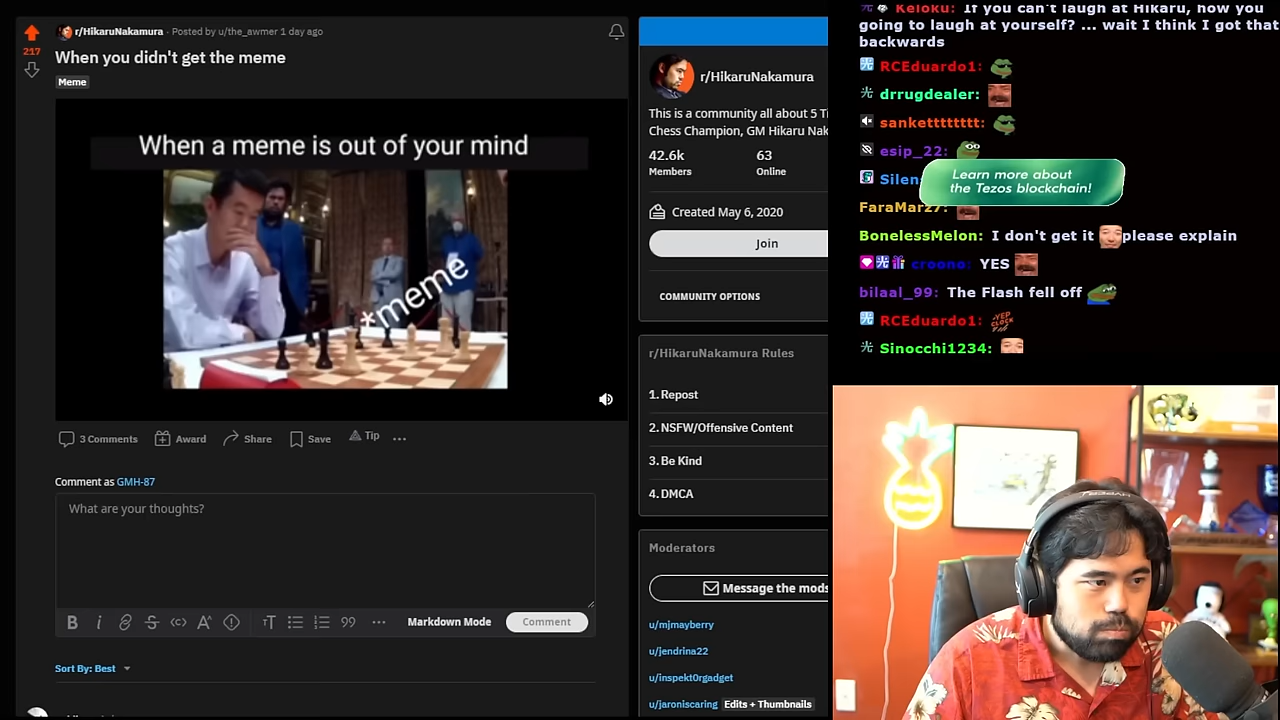 r/HikaruNakamura · Posted by u/the_awmer 1 day ago
217
When you didn't get the meme
Meme
When a meme is out of your mind
*meme
3 Comments
Award
Share
Save
Tip
Comment as GMH-87
What are your thoughts?
Markdown Mode
Comment
Sort By: Best
r/HikaruNakamura
This is a community all about 5 Ti
Chess Champion, GM Hikaru Nak
42.6k
63
Members
Online
Created May 6, 2020
Join
COMMUNITY OPTIONS
r/HikaruNakamura Rules
1. Repost
2. NSFW/Offensive Content
3. Be Kind
4. DMCA
Moderators
Message the mods
u/mjmayberry
u/jendrina22
u/inspekt0rgadget
u/jaroniscaring Edits + Thumbnails
Keloku: If you can't laugh at Hikaru, how you
going to laugh at yourself? ... wait I think I got that
backwards
RCEduardo1:
drrugdealer:
sanketttttttt:
esip_22:
Silen
Learn more about
the Tezos blockchain!
FaraMar27:
BonelessMelon: I don't get it please explain
croono: YES
bilaal_99: The Flash fell off
RCEduardo1:
Sinocchi1234: